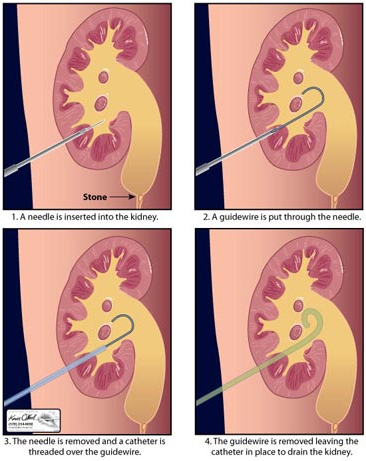 Stone
1. A needle is inserted into the kidney.
2. A guidewire is put through the needle.
3. The needle is removed and a catheter is
threaded over the guidewire.
4. The guidewire is removed leaving the
catheter in place to drain the kidney.